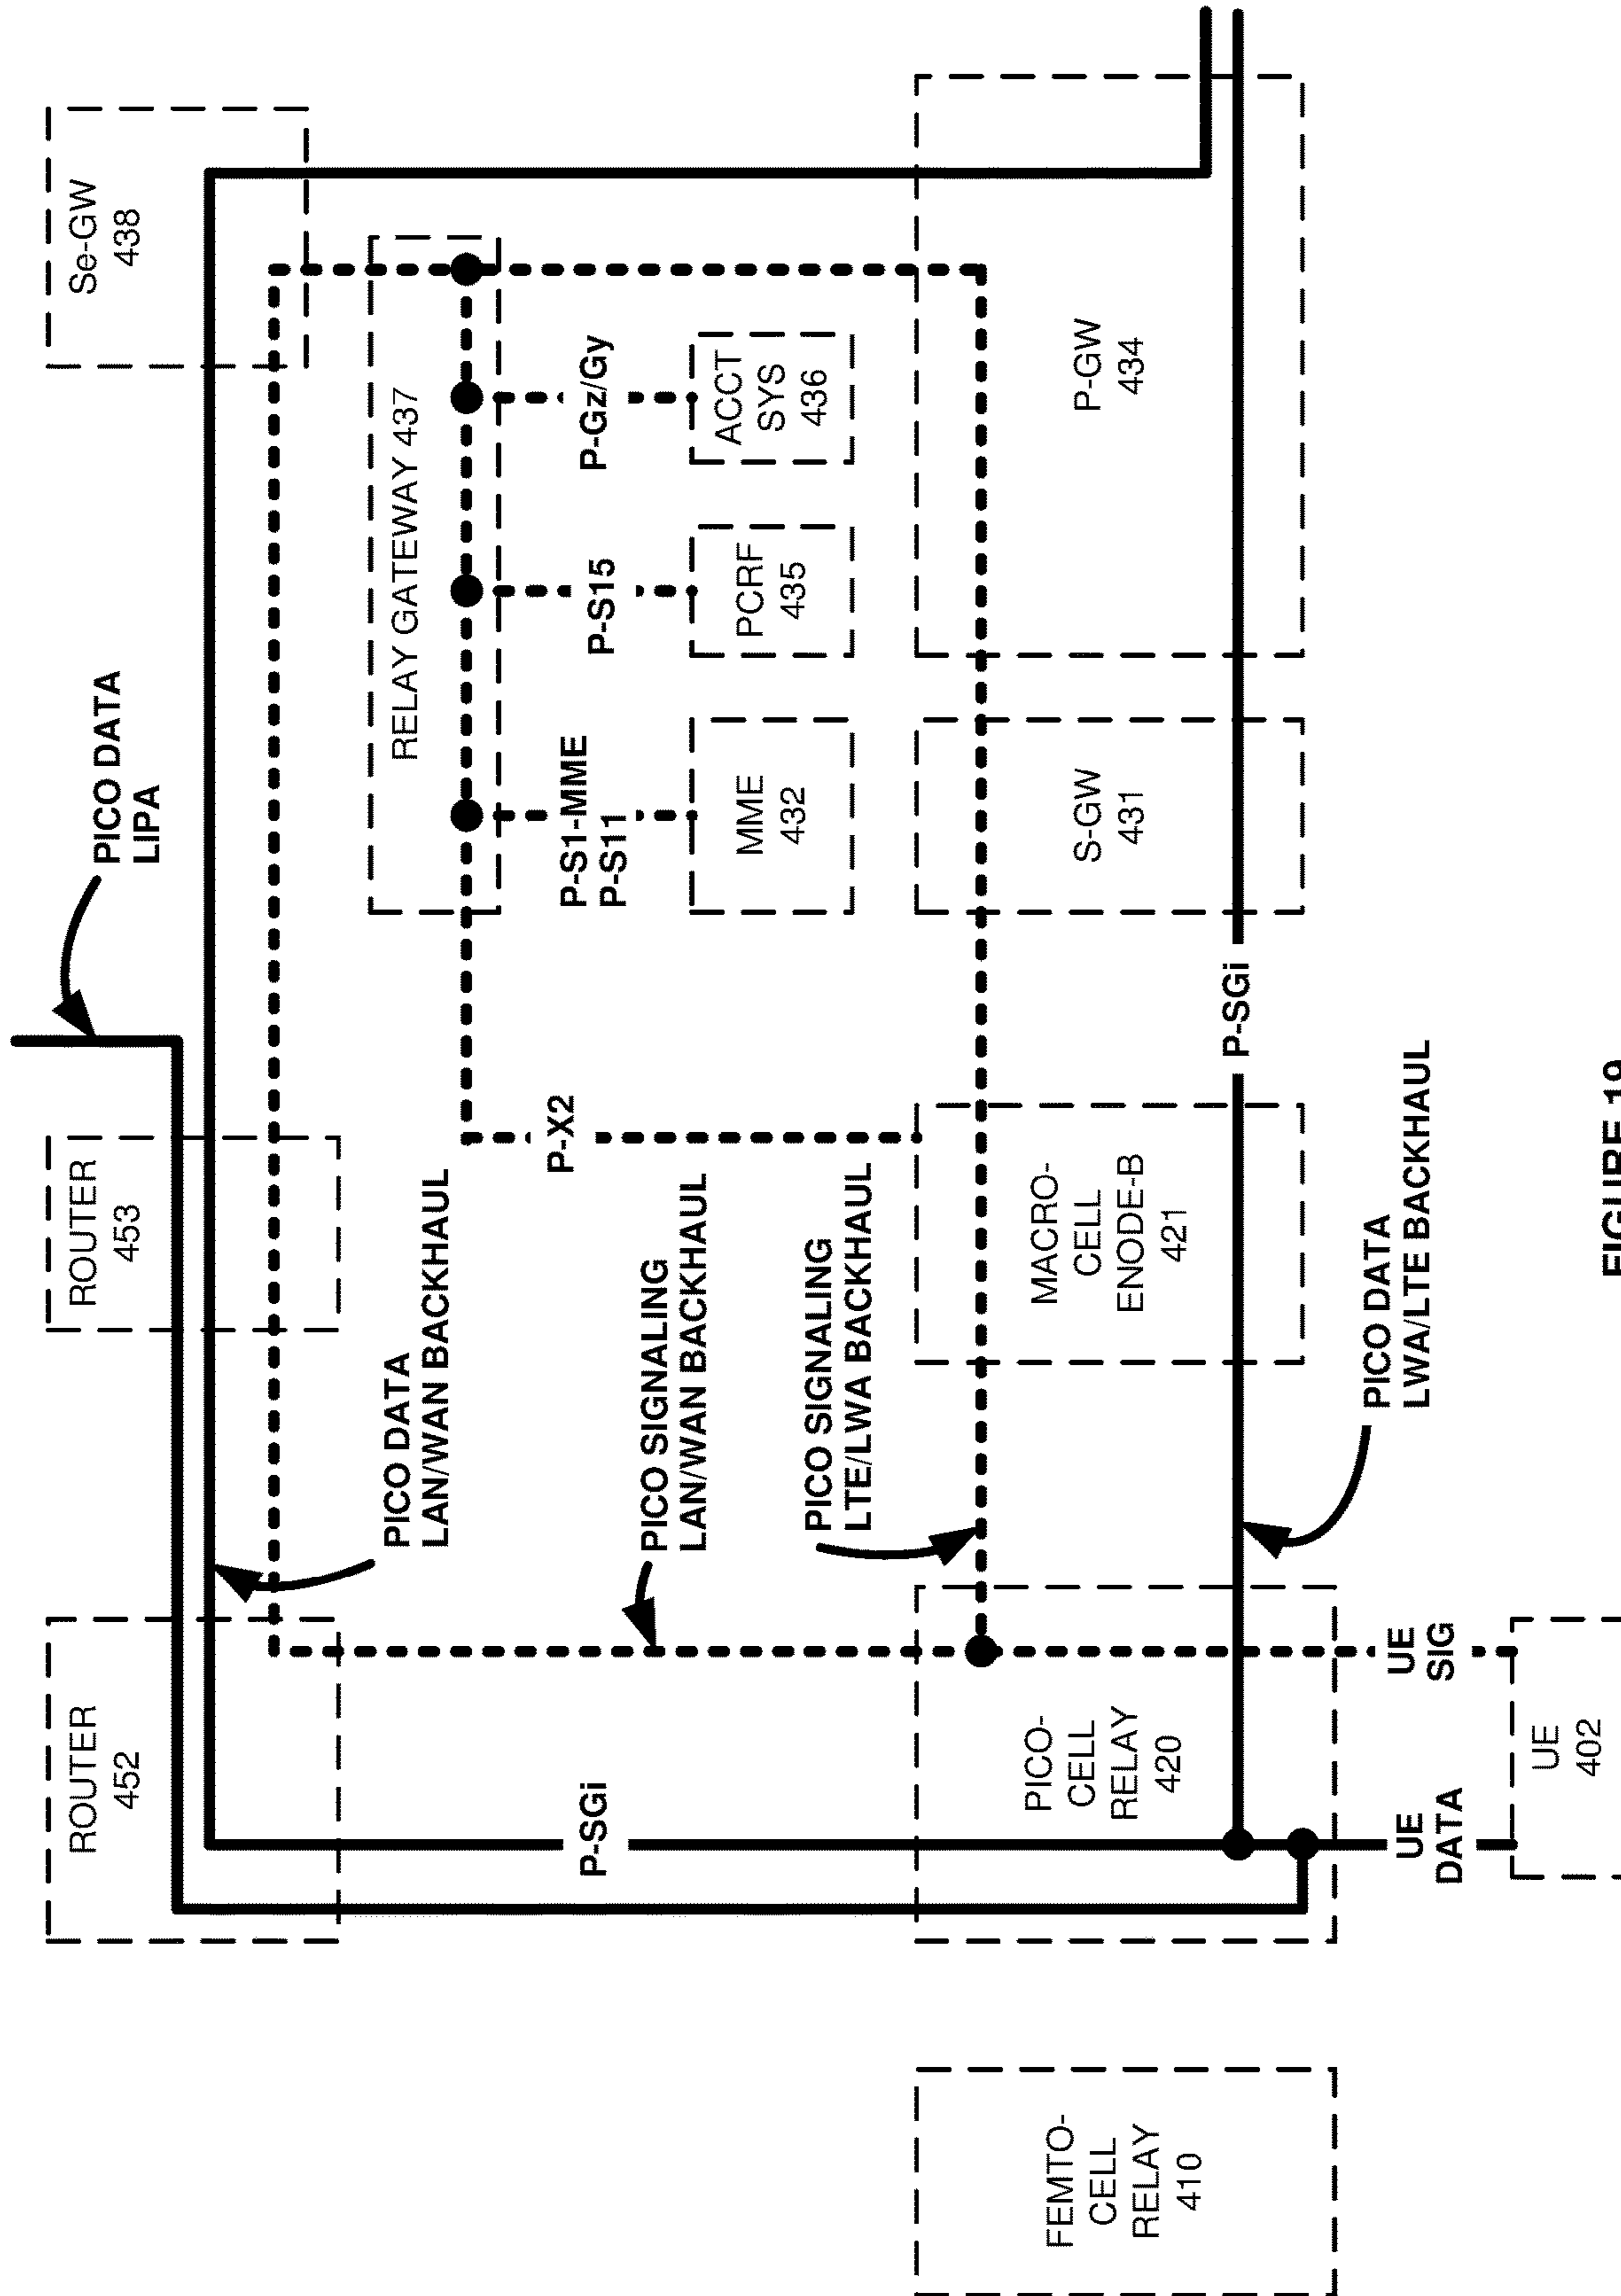 ROUTER
452
ROUTER
453
PICO DATA
LIPA
Se-GW
438
PICO DATA
LAN/WAN BACKHAUL
RELAY GATEWAY 437
P-SGi
PICO SIGNALING
LAN/WAN BACKHAUL
P-X2
P-S1-MME
P-S11
P-S15
P-Gz/Gy
PICO SIGNALING
LTE/LWA BACKHAUL
MME
432
PCRF
435
ACCT
SYS
436
FEMTO-
CELL
RELAY
410
PICO-
CELL
RELAY
420
MACRO-
CELL
ENODE-B
421
S-GW
431
P-GW
434
P-SGi
UE
DATA
UE
SIG
PICO DATA
LWA/LTE BACKHAUL
UE
402
FIGURE 19